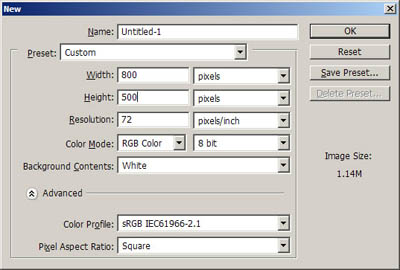 New
Name: Untitled-1
OK
Preset: Custom
Reset
Width: 800 pixels
Save Preset...
Height: 500 pixels
Delete Preset...
Resolution: 72 pixels/inch
Color Mode: RGB Color 8 bit
Background Contents: White
Image Size:
1.14M
Advanced
Color Profile: sRGB IEC61966-2.1
Pixel Aspect Ratio: Square